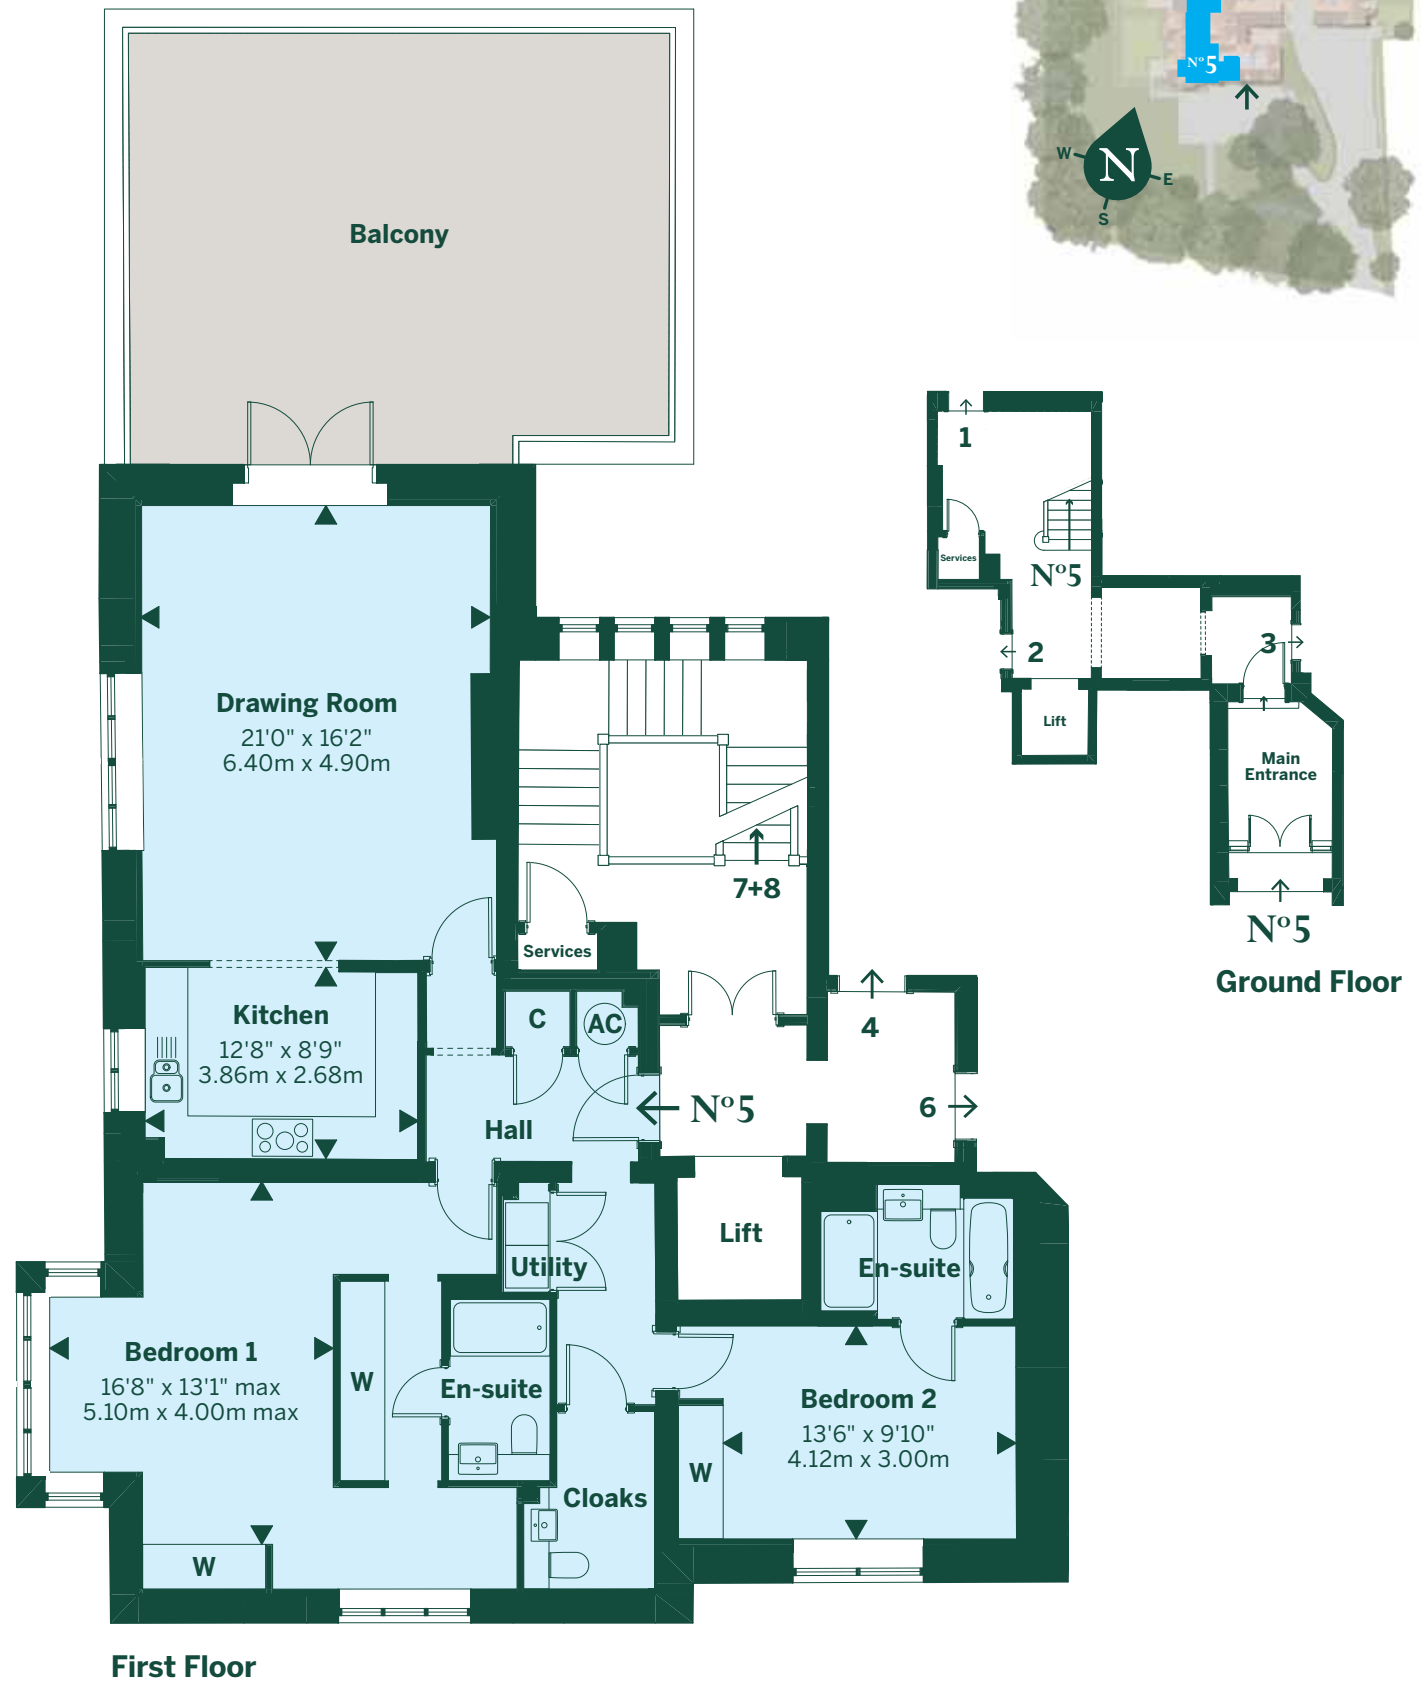 Nº5
N
W
E
S
Balcony
1
Services
Nº5
2
3
Lift
Main
Entrance
Nº5
Ground Floor
Drawing Room
21'0" x 16'2"
6.40m x 4.90m
7+8
Services
Kitchen
12'8" x 8'9"
3.86m x 2.68m
C
AC
4
6
Nº5
Hall
Lift
Utility
En-suite
Bedroom 1
16'8" x 13'1" max
5.10m x 4.00m max
W
En-suite
Bedroom 2
13'6" x 9'10"
4.12m x 3.00m
W
Cloaks
W
First Floor